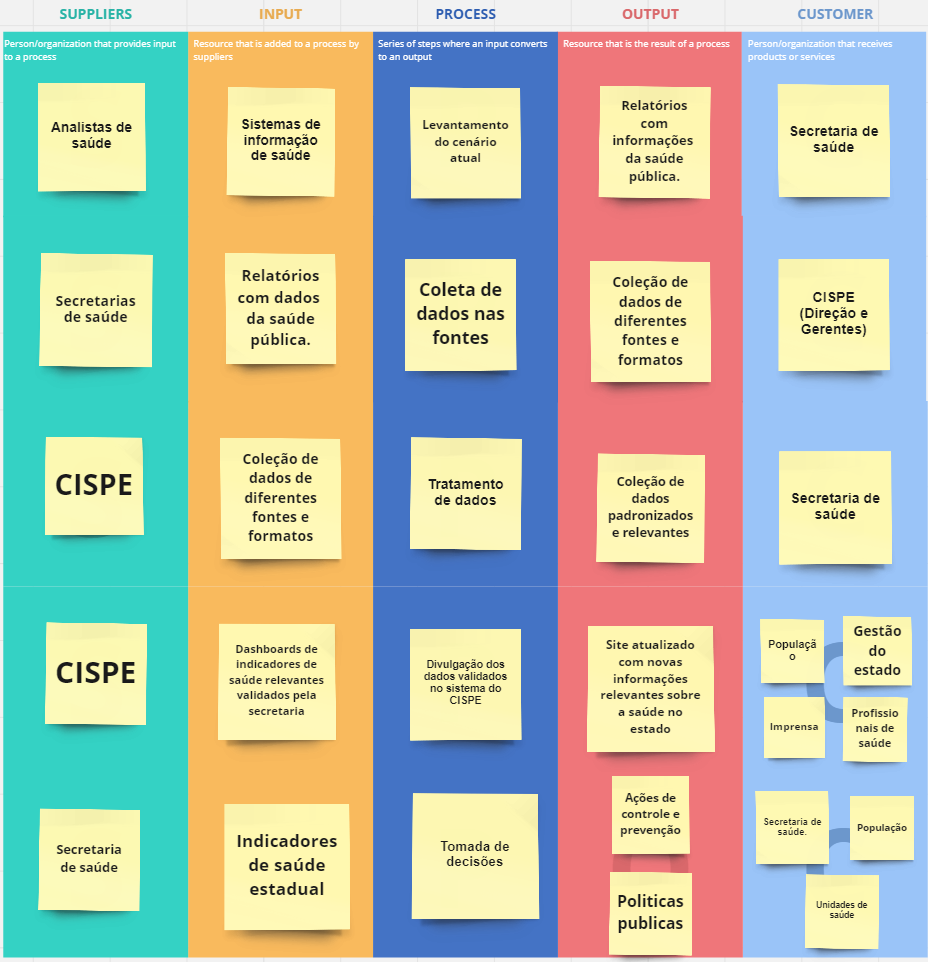 SUPPLIERS
INPUT
PROCESS
OUTPUT
CUSTOMER
Person/organization that provides input
to a process
Resource that is added to a process by
suppliers
Series of steps where an input converts
to an output
Resource that is the result of a process
Person/organization that receives
products or services
Analistas de
saúde
Sistemas de
informação
de saúde
Levantamento
do cenário
atual
Relatórios
com
informações
da saúde
pública.
Secretaria de
saúde
Secretarias
de saúde
Relatórios
com dados
da saúde
pública.
Coleta de
dados nas
fontes
Coleção de
dados de
diferentes
fontes e
formatos
CISPE
(Direção e
Gerentes)
CISPE
Coleção de
dados de
diferentes
fontes e
formatos
Tratamento
de dados
Coleção de
dados
padronizados
e relevantes
Secretaria de
saúde
CISPE
Dashboards de
indicadores de
saúde relevantes
validados pela
secretaria
Divulgação dos
dados validados
no sistema do
CISPE
Site atualizado
com novas
informações
relevantes sobre
a saúde no
estado
Populaçã
o
Gestão
do
estado
Imprensa
Profissio
nais de
saúde
Secretaria
de saúde
Indicadores
de saúde
estadual
Tomada de
decisões
Ações de
controle e
prevenção
Politicas
publicas
Secretaria de
saúde.
População
Unidades de
saúde